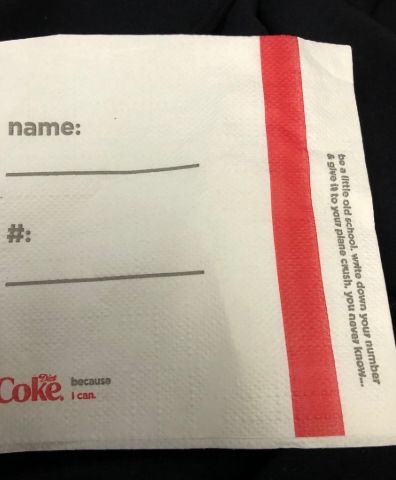 name:
#:
Diet
Coke. because
I can.
be a little old school. write down your number
& give it to your plane crush. you never know...